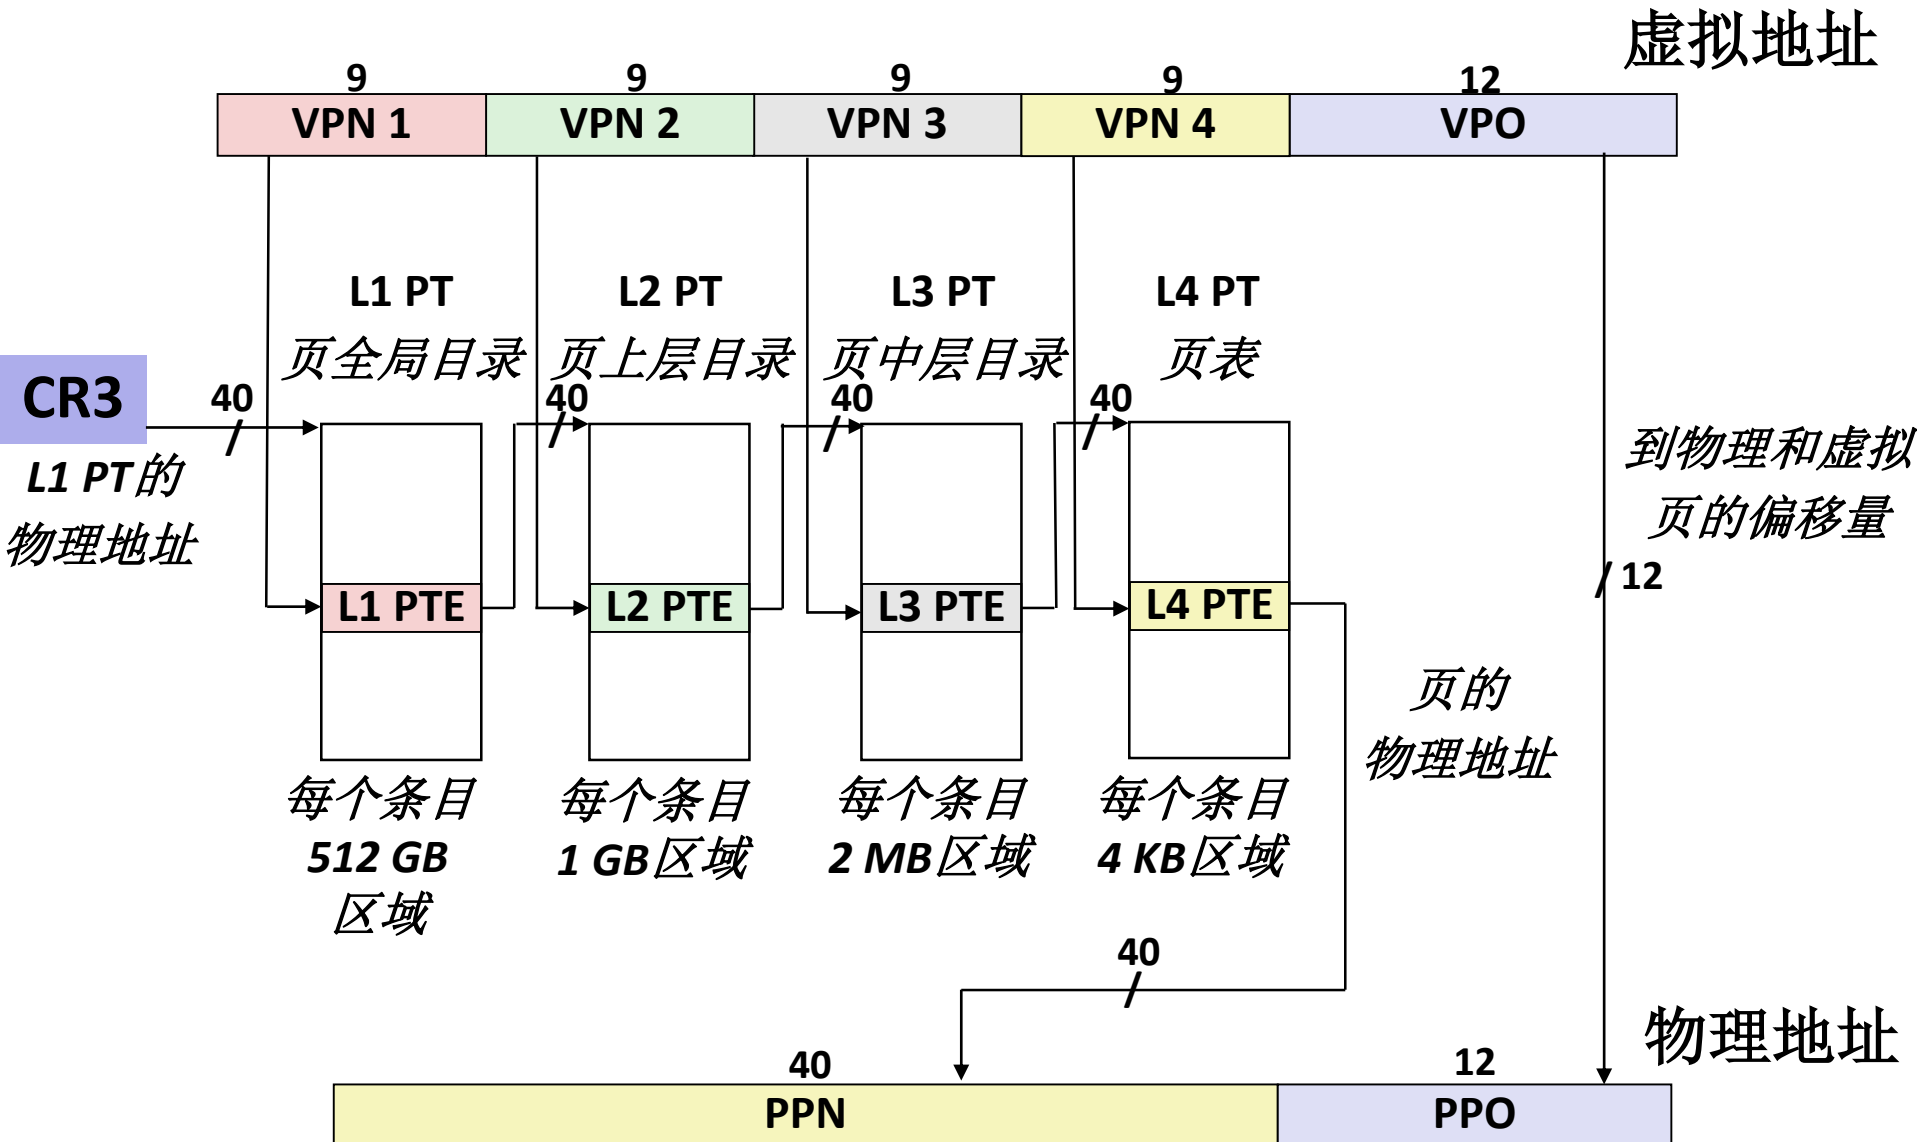 虚拟地址
9
9
9
9
12
VPN 1
VPN 2
VPN 3
VPN 4
VPO
L1 PT
页全局目录
L2 PT
页上层目录
L3 PT
页中层目录
L4 PT
页表
CR3
40
40
40
40
L1 PT的
物理地址
到物理和虚拟
页的偏移量
12
L1 PTE
L2 PTE
L3 PTE
L4 PTE
页的
物理地址
每个条目
512 GB
区域
每个条目
1 GB区域
每个条目
2 MB区域
每个条目
4 KB区域
40
物理地址
40
12
PPN
PPO